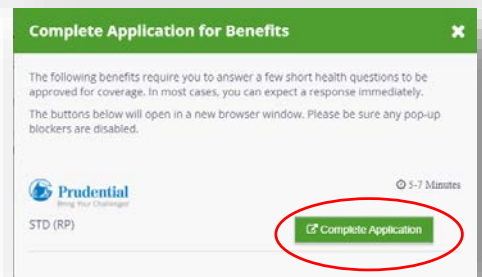 Complete Application for Benefits
The following benefits require you to answer a few short health questions to be
approved for coverage. In most cases, you can expect a response immediately.
The buttons below will open in a new browser window. Please be sure any pop-up
blockers are disabled.
Prudential
Bring Your Challenges
5-7 Minutes
STD (RP)
Complete Application